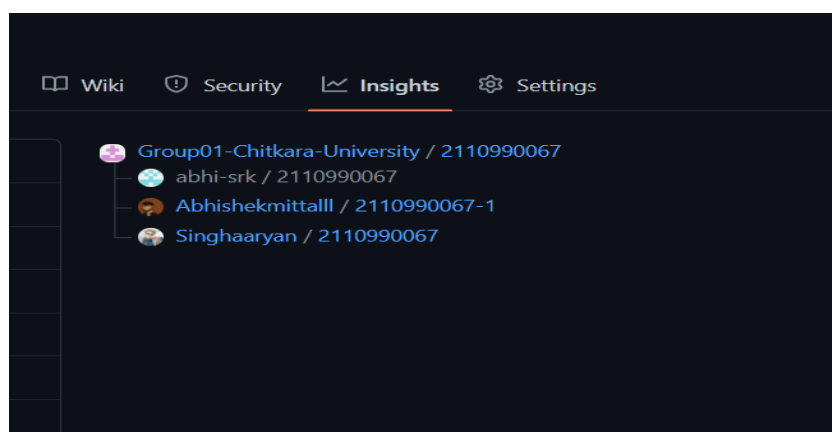 Wiki Security Insights Settings
Group01-Chitkara-University / 2110990067
abhi-srk / 2110990067
Abhishekmittalll / 2110990067-1
Singhaaryan / 2110990067